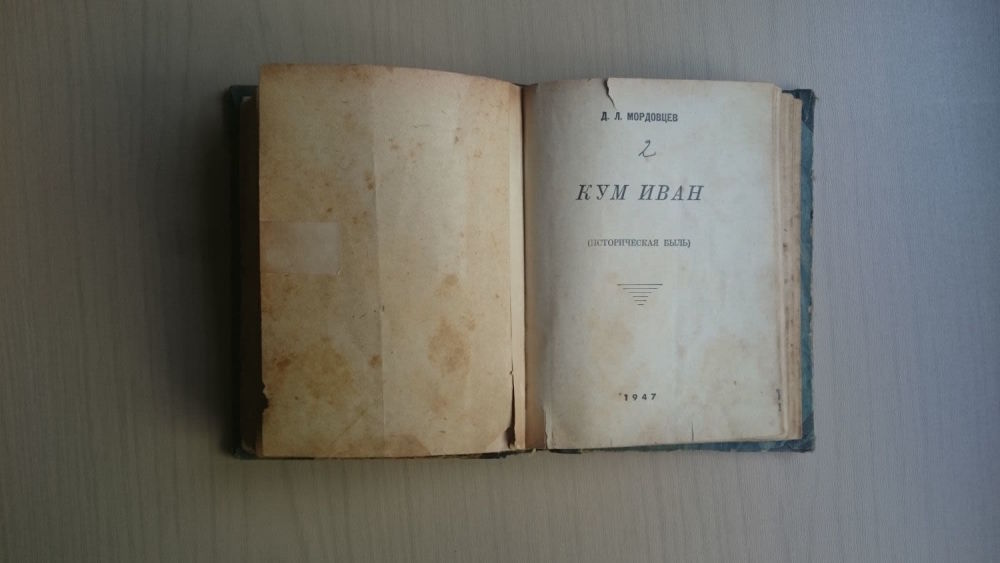 Д. Л. МОРДОВЦЕВ
2
КУМ ИВАН
(ИСТОРИЧЕСКАЯ БЫЛЬ)
1947